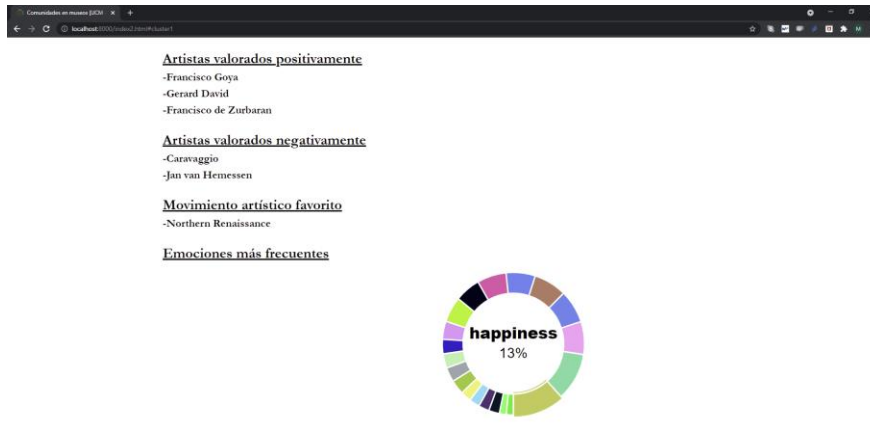 Comunidades en museos [UCM
localhost:8000/index2.html#cluster1
Artistas valorados positivamente
-Francisco Goya
-Gerard David
-Francisco de Zurbaran
Artistas valorados negativamente
-Caravaggio
-Jan van Hemessen
Movimiento artístico favorito
-Northern Renaissance
Emociones más frecuentes
happiness
13%